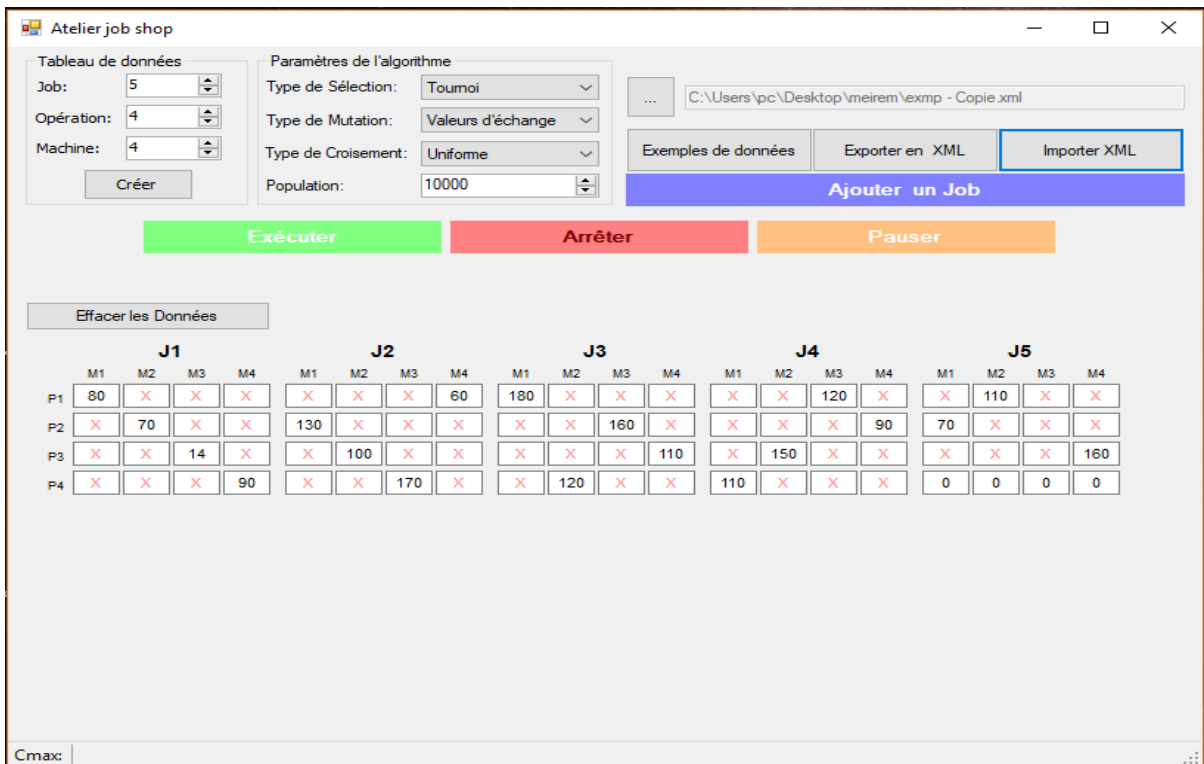 Atelier job shop
Tableau de données
Job: 5
Opération: 4
Machine: 4
Créer
Paramètres de l'algorithme
Type de Sélection: Tournoi
Type de Mutation: Valeurs d'échange
Type de Croisement: Uniforme
Population: 10000
... C:\Users\pc\Desktop\meirem\exmp - Copie.xml
Exemples de données Exporter en XML Importer XML
Ajouter un Job
Exécuter Arrêter Pauser
Effacer les Données
J1 J2 J3 J4 J5
M1 M2 M3 M4 M1 M2 M3 M4 M1 M2 M3 M4 M1 M2 M3 M4 M1 M2 M3 M4
P1 80 X X X X X X 60 180 X X X X X 120 X X 110 X X
P2 X 70 X X 130 X X X X X 160 X X X X 90 70 X X X
P3 X X 14 X X 100 X X X X X 110 X 150 X X X X X 160
P4 X X X 90 X X 170 X X 120 X X 110 X X X 0 0 0 0
Cmax: